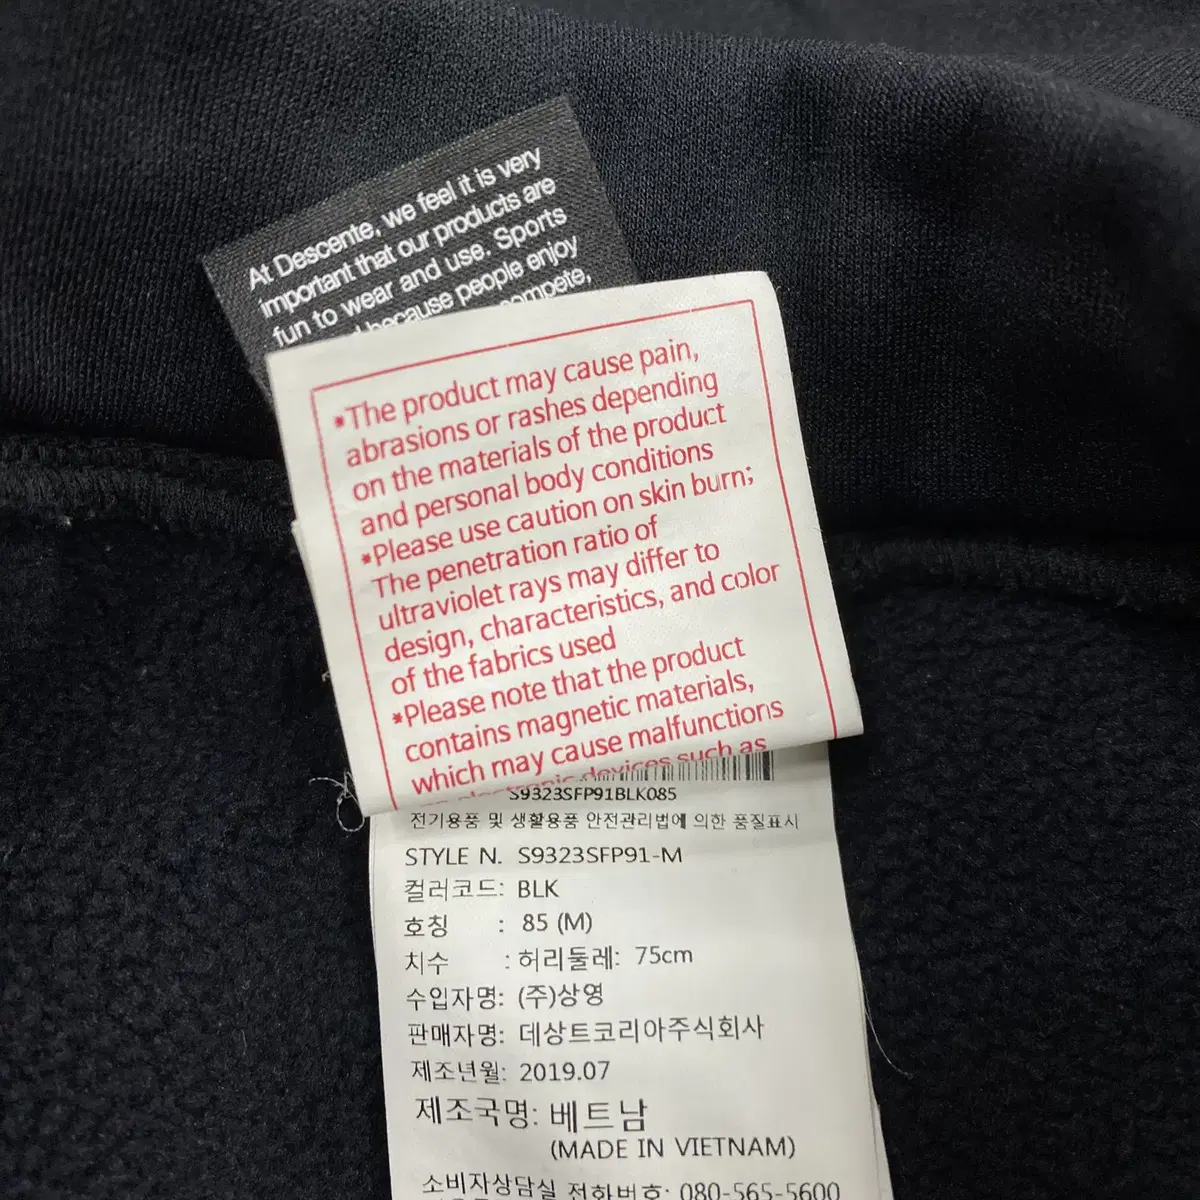 At Descente, we feel it is very
important that our products are
fun to wear and use. Sports
because people enjoy
compete,
*The product may cause pain,
abrasions or rashes depending
on the materials of the product
and personal body conditions
*Please use caution on skin burn;
The penetration ratio of
ultraviolet rays may differ to
design, characteristics, and color
of the fabrics used
*Please note that the product
contains magnetic materials,
which may cause malfunctions
electronic devices such as
S9323SFP91BLK085
전기용품 및 생활용품 안전관리법에 의한 품질표시
STYLE N. S9323SFP91-M
컬러코드: BLK
호칭 : 85 (M)
치수 : 허리둘레: 75cm
수입자명: (주)상영
판매자명: 데상트코리아주식회사
제조년월: 2019.07
제조국명: 베트남
(MADE IN VIETNAM)
소비자상담실 전화번호: 080-565-5600